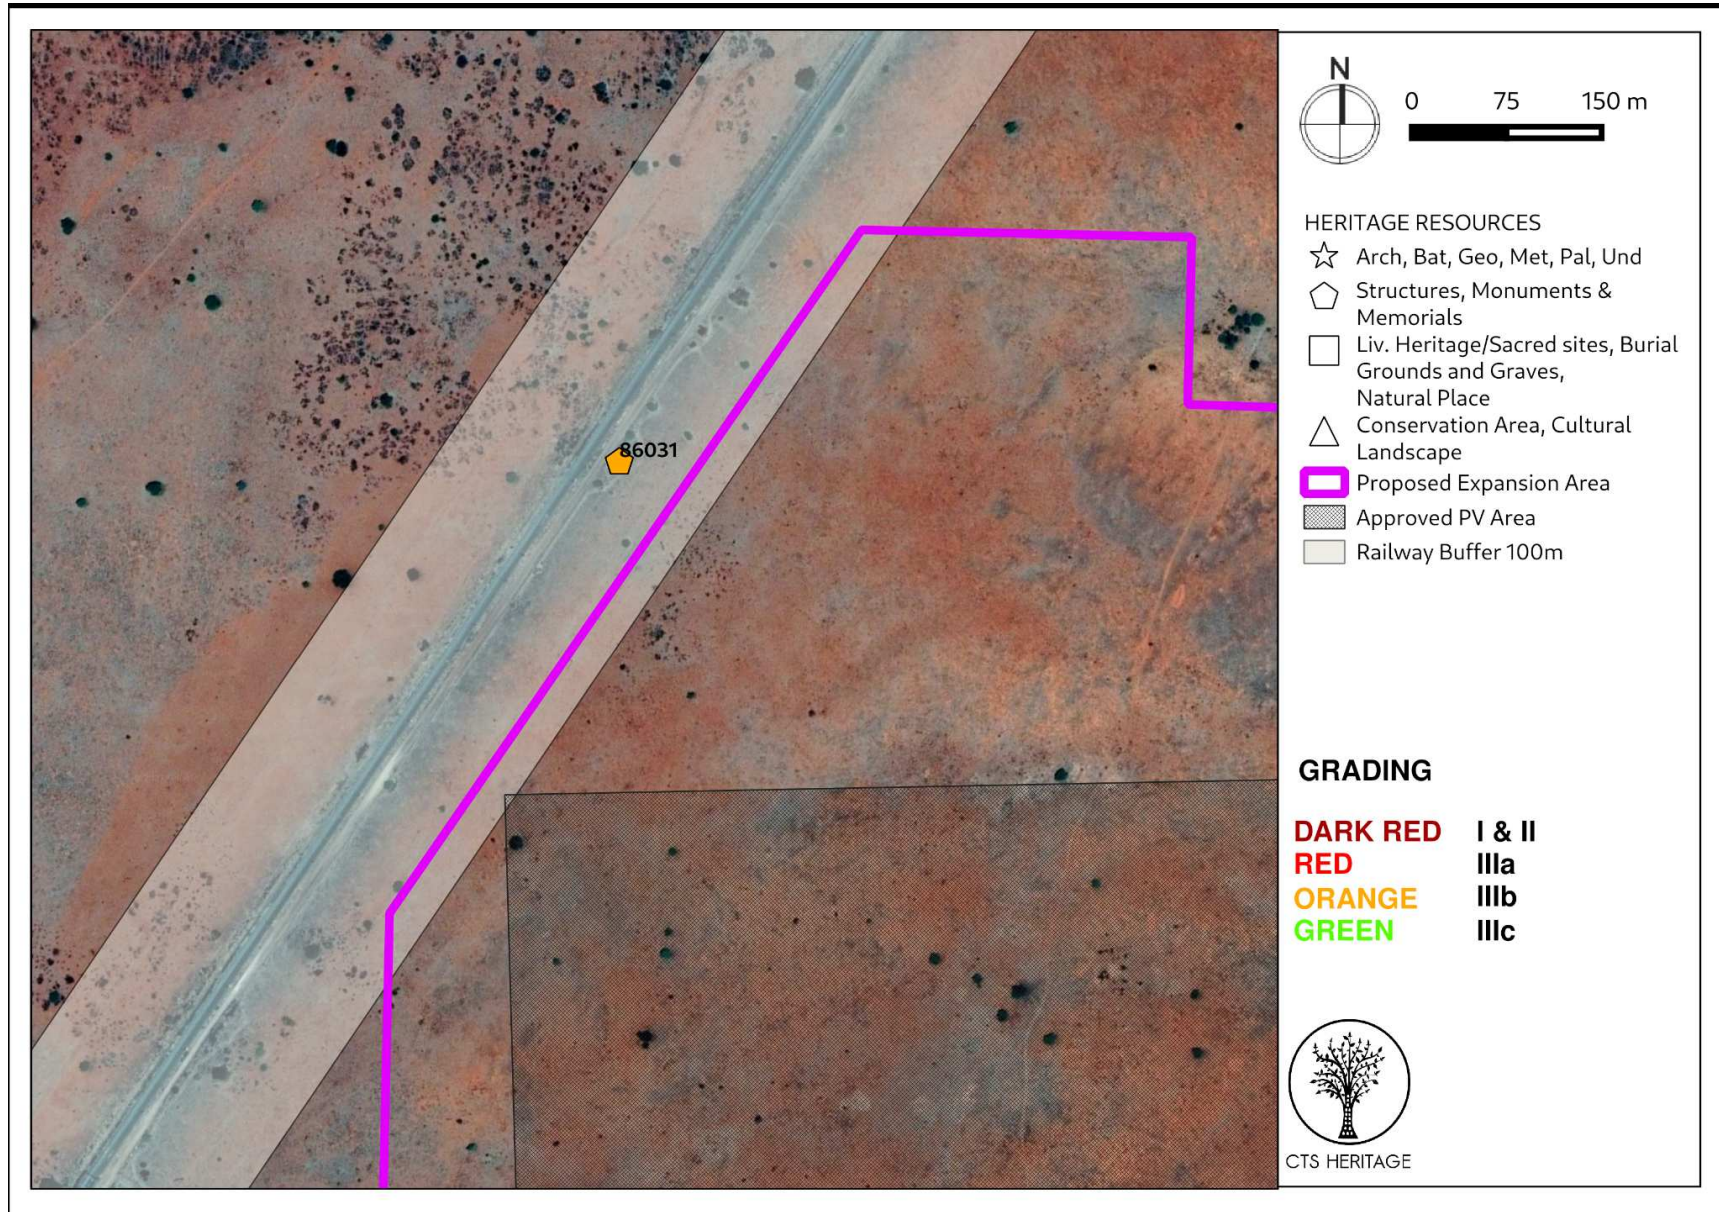 86031
N
0 75 150 m
HERITAGE RESOURCES
Arch, Bat, Geo, Met, Pal, Und
Structures, Monuments &
Memorials
Liv. Heritage/Sacred sites, Burial
Grounds and Graves,
Natural Place
Conservation Area, Cultural
Landscape
Proposed Expansion Area
Approved PV Area
Railway Buffer 100m
GRADING
DARK RED I & II
RED IIIa
ORANGE IIIb
GREEN IIIc
CTS HERITAGE